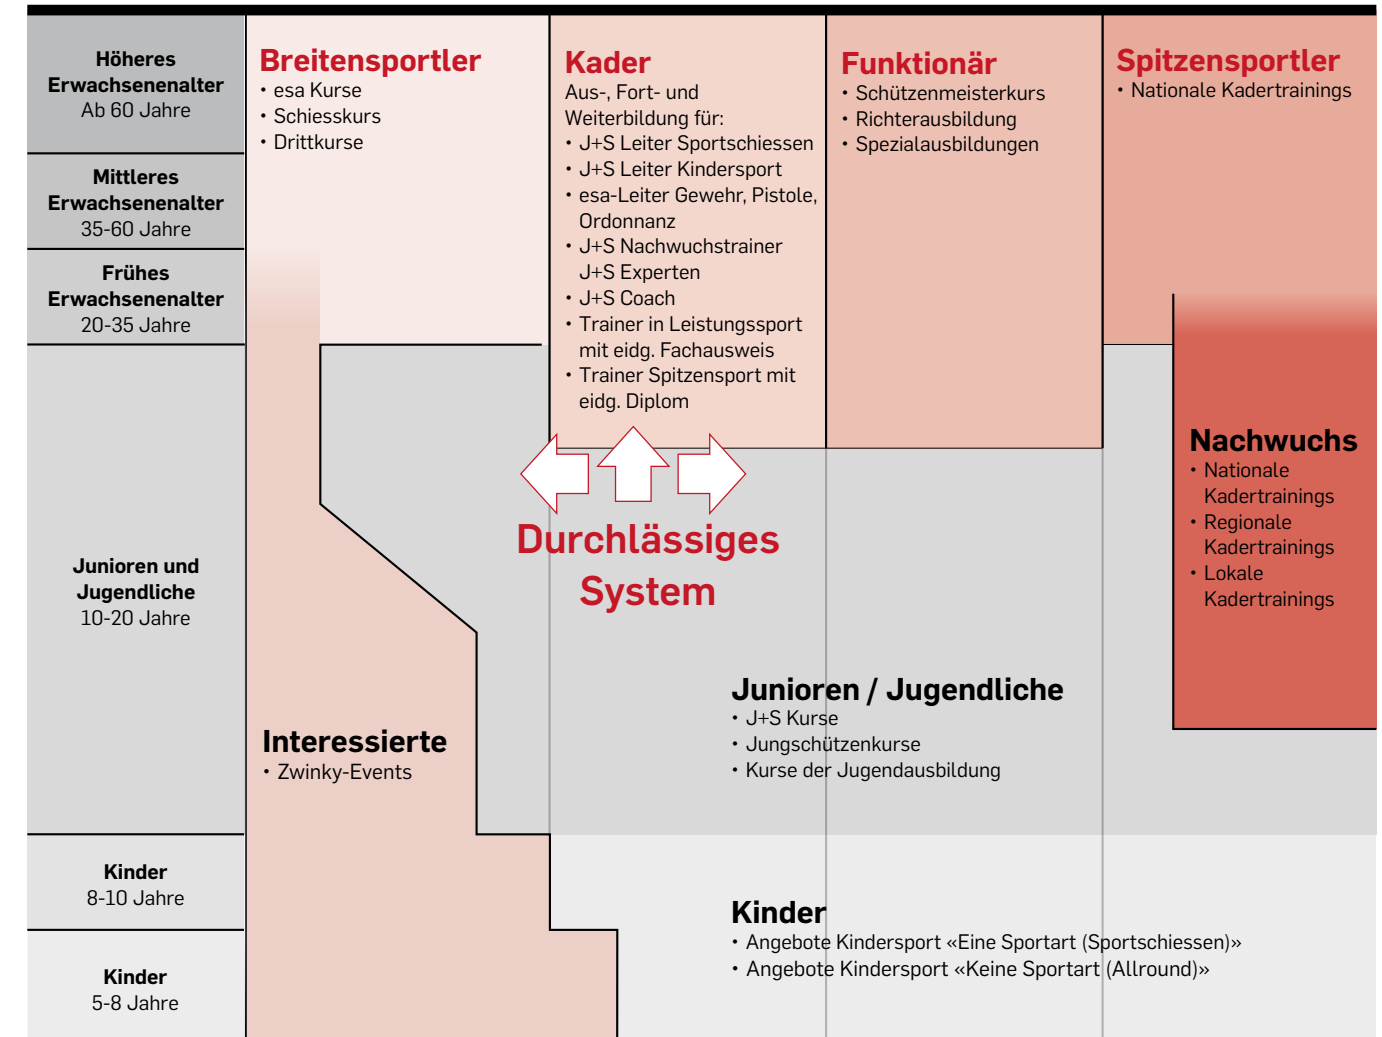 Höheres
Erwachsenenalter
Ab 60 Jahre
Mittleres
Erwachsenenalter
35-60 Jahre
Frühes
Erwachsenenalter
20-35 Jahre
Junioren und
Jugendliche
10-20 Jahre
Kinder
8-10 Jahre
Kinder
5-8 Jahre
Breitensportler
• esa Kurse
• Schiesskurs
• Drittkurse
Kader
Aus-, Fort- und
Weiterbildung für:
• J+S Leiter Sportschiessen
• J+S Leiter Kindersport
• esa-Leiter Gewehr, Pistole,
Ordonnanz
• J+S Nachwuchstrainer
J+S Experten
• J+S Coach
• Trainer in Leistungssport
mit eidg. Fachausweis
• Trainer Spitzensport mit
eidg. Diplom
Funktionär
• Schützenmeisterkurs
• Richterausbildung
• Spezialausbildungen
Spitzensportler
• Nationale Kadertrainings
Durchlässiges
System
Nachwuchs
• Nationale
Kadertrainings
• Regionale
Kadertrainings
• Lokale
Kadertrainings
Interessierte
• Zwinky-Events
Junioren / Jugendliche
• J+S Kurse
• Jungschützenkurse
• Kurse der Jugendausbildung
Kinder
• Angebote Kindersport «Eine Sportart (Sportschiessen)»
• Angebote Kindersport «Keine Sportart (Allround)»